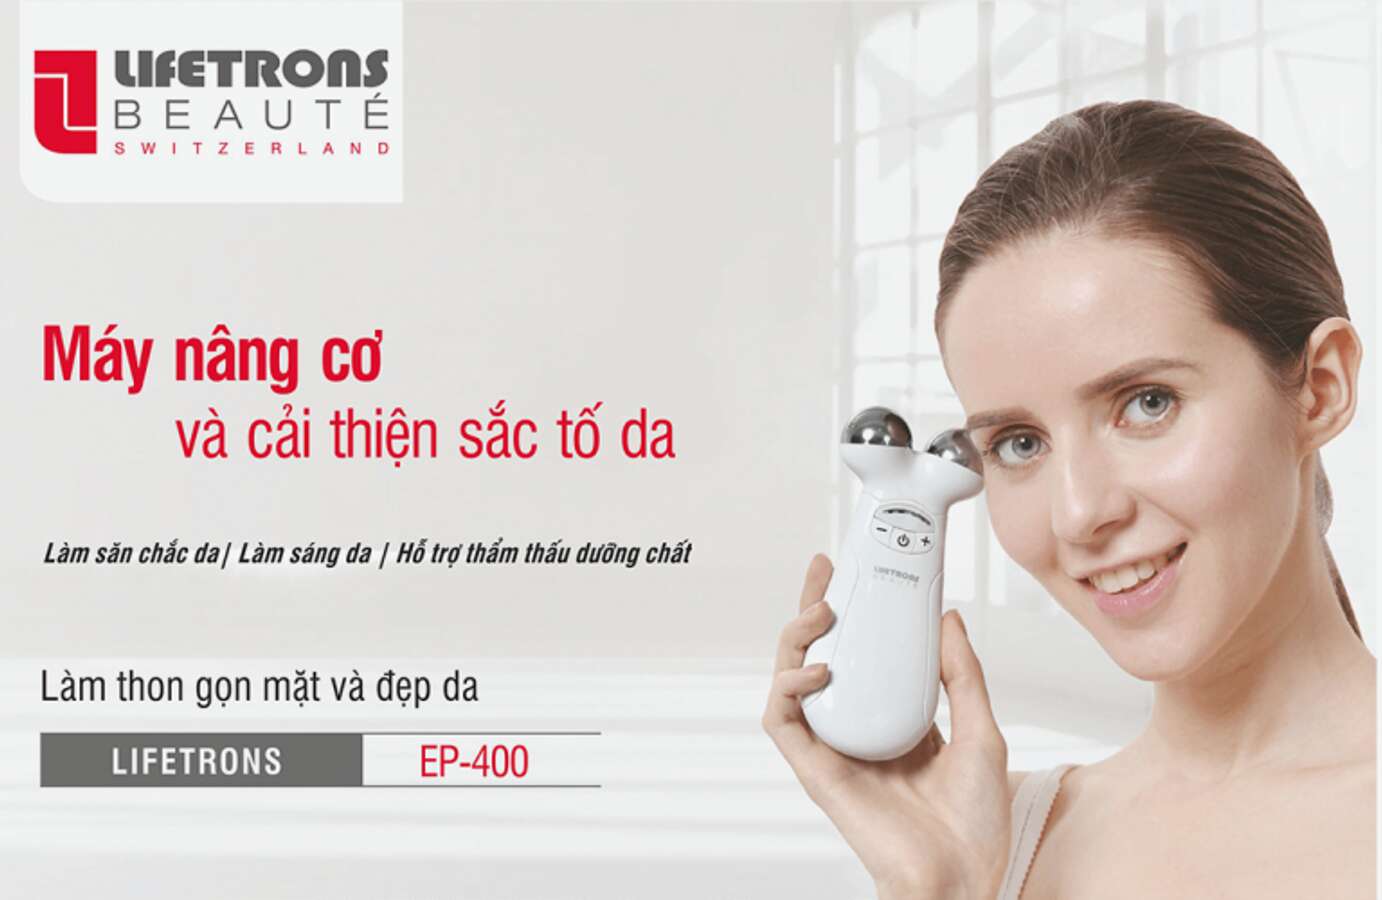 LIFETRONS
BEAUTÉ
SWITZERLAND
Máy nâng cơ
và cải thiện sắc tố da
Làm săn chắc da| Làm sáng da | Hỗ trợ thẩm thấu dưỡng chất
Làm thon gọn mặt và đẹp da
LIFETRONS EP-400
LIFETRONS
BEAUTÉ